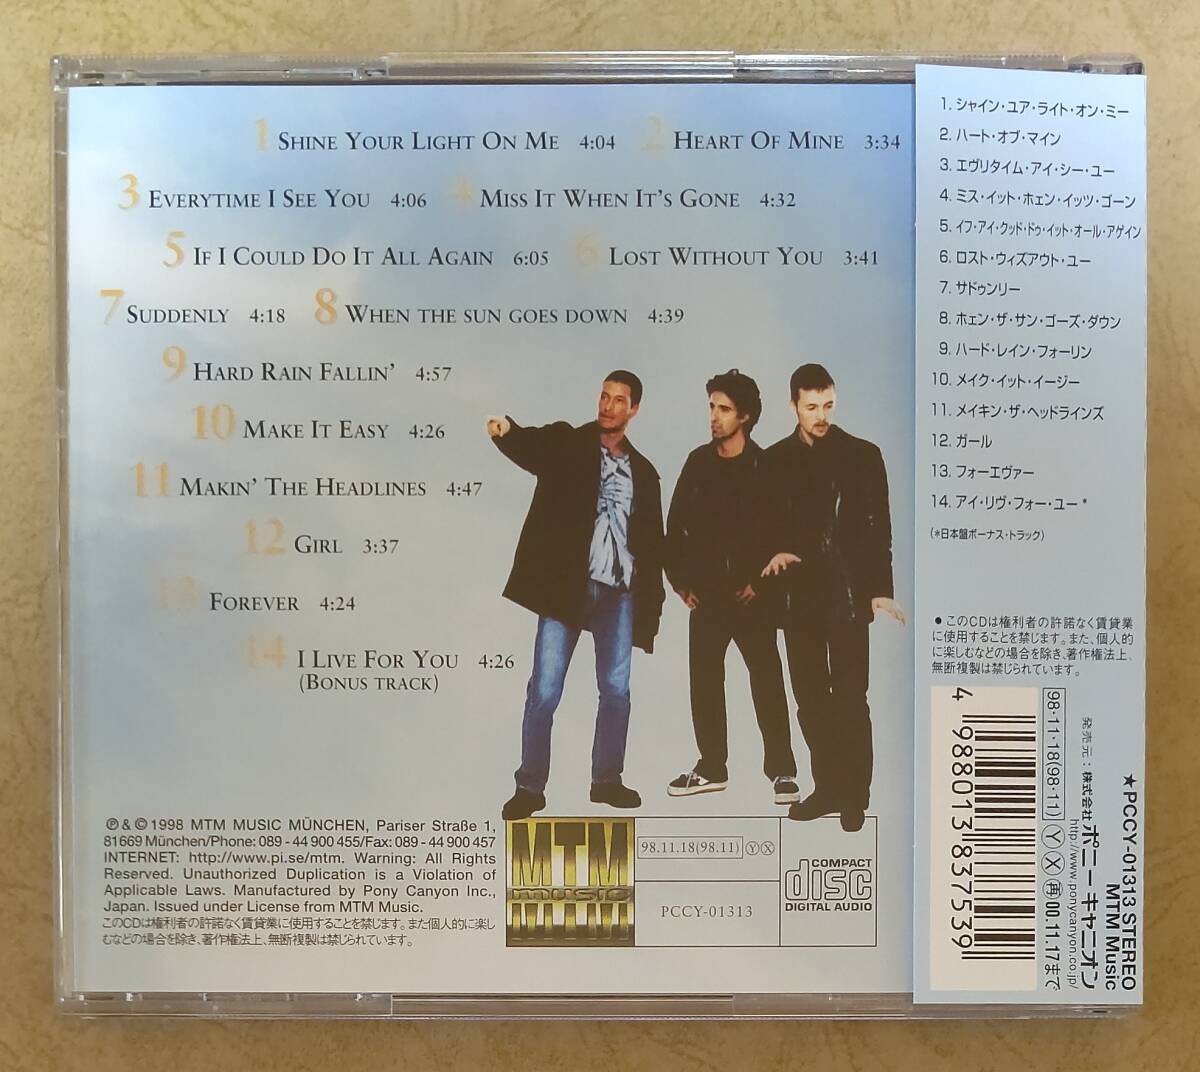 1 SHINE YOUR LIGHT ON ME 4:04 2 HEART OF MINE 3:34
3 EVERYTIME I SEE YOU 4:06 4 MISS IT WHEN IT'S GONE 4:32
5 IF I COULD DO IT ALL AGAIN 6:05 6 LOST WITHOUT YOU 3:41
7 SUDDENLY 4:18 8 WHEN THE SUN GOES DOWN 4:39
9 HARD RAIN FALLIN' 4:57
10 MAKE IT EASY 4:26
11 MAKIN' THE HEADLINES 4:47
12 GIRL 3:37
13 FOREVER 4:24
14 I LIVE FOR YOU 4:26
(BONUS TRACK)
℗ & © 1998 MTM MUSIC MÜNCHEN, Pariser Straße 1,
81669 München/Phone: 089 - 44 900 455/Fax: 089 - 44 900 457
INTERNET: http://www.pi.se/mtm. Warning: All Rights
Reserved. Unauthorized Duplication is a Violation of
Applicable Laws. Manufactured by Pony Canyon Inc.,
Japan. Issued under License from MTM Music.
このCDは権利者の許諾なく賃貸業に使用することを禁じます。また個人的に楽し
むなどの場合を除き、著作権法上、無断複製は禁じられています。
MTM
music
98.11.18(98.11) Ⓨ Ⓧ
PCCY-01313
COMPACT
disc
DIGITAL AUDIO
1. シャイン・ユア・ライト・オン・ミー
2. ハート・オブ・マイン
3. エヴリタイム・アイ・シー・ユー
4. ミス・イット・ホェン・イッツ・ゴーン
5. イフ・アイ・クッド・ドゥ・イット・オール・アゲイン
6. ロスト・ウィズアウト・ユー
7. サドゥンリー
8. ホェン・ザ・サン・ゴーズ・ダウン
9. ハード・レイン・フォーリン
10. メイク・イット・イージー
11. メイキン・ザ・ヘッドラインズ
12. ガール
13. フォーエヴァー
14. アイ・リヴ・フォー・ユー*
(*日本盤ボーナス・トラック)
●このCDは権利者の許諾なく賃貸業
に使用することを禁じます。また、個人的
に楽しむなどの場合を除き、著作権法上、
無断複製は禁じられています。
★PCCY-01313 STEREO
MTM Music
発売元：株式会社 ポニーキャニオン
http://www.ponycanyon.co.jp/
98・11・18(98・11) Ⓨ Ⓧ 再 00.11.17まで
4 988013 837539